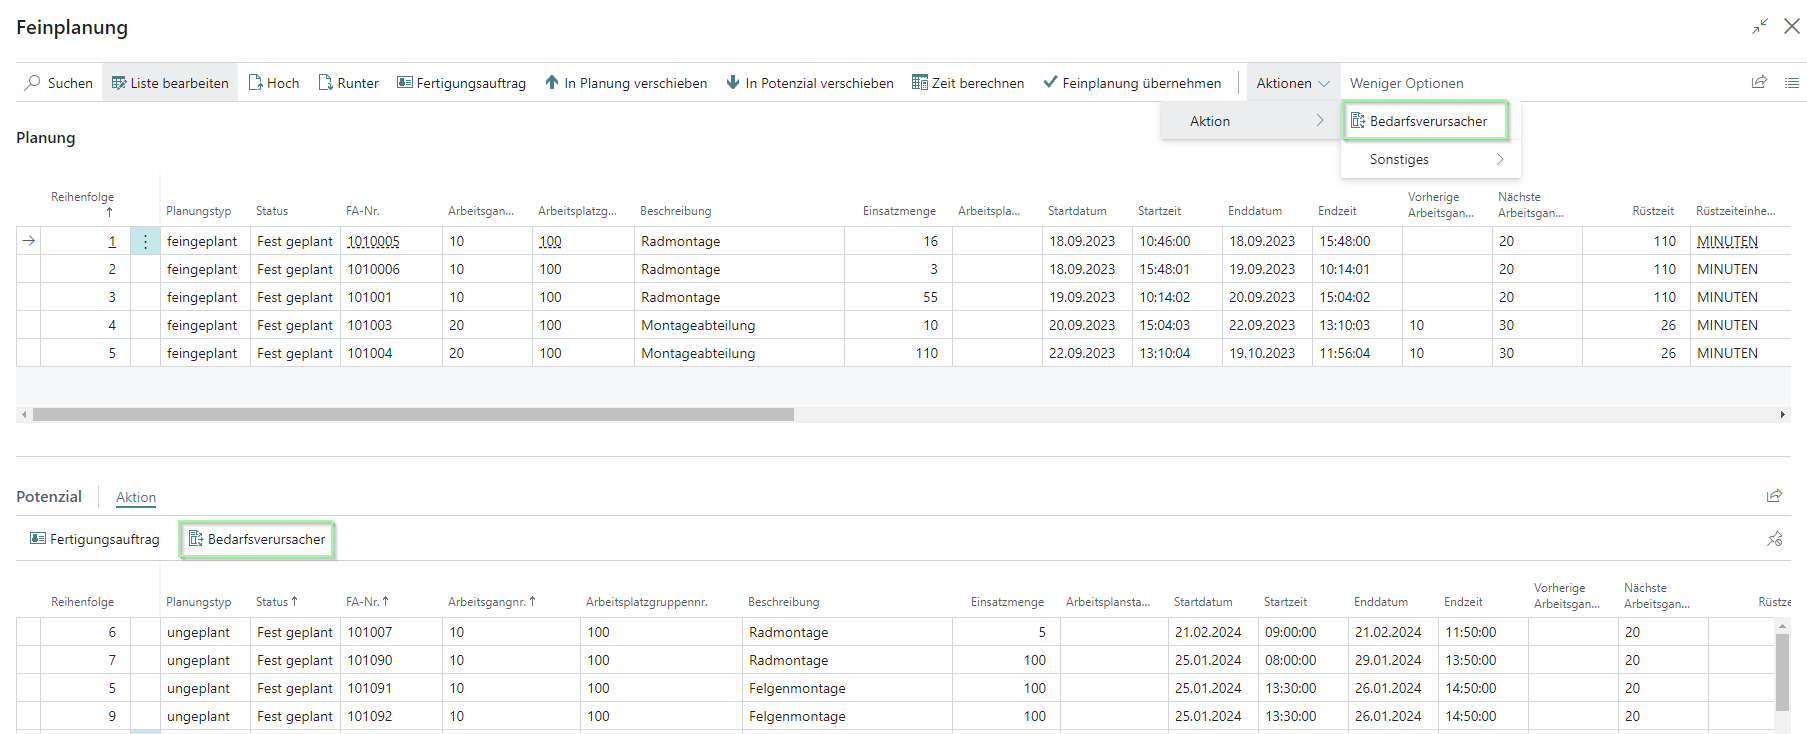 Feinplanung
Suchen Liste bearbeiten Hoch Runter Fertigungsauftrag In Planung verschieben In Potenzial verschieben Zeit berechnen Feinplanung übernehmen Aktionen Weniger Optionen
Aktion Bedarfsverursacher
Sonstiges
Planung
Reihenfolge Planungstyp Status FA-Nr. Arbeitsgan... Arbeitsplatzg... Beschreibung Einsatzmenge Arbeitspla... Startdatum Startzeit Enddatum Endzeit Vorherige Arbeitsgan... Nächste Arbeitsgan... Rüstzeit Rüstzeiteinhe...
1 feingeplant Fest geplant 1010005 10 100 Radmontage 16 18.09.2023 10:46:00 18.09.2023 15:48:00 20 110 MINUTEN
2 feingeplant Fest geplant 1010006 10 100 Radmontage 3 18.09.2023 15:48:01 19.09.2023 10:14:01 20 110 MINUTEN
3 feingeplant Fest geplant 101001 10 100 Radmontage 55 19.09.2023 10:14:02 20.09.2023 15:04:02 20 110 MINUTEN
4 feingeplant Fest geplant 101003 20 100 Montageabteilung 10 20.09.2023 15:04:03 22.09.2023 13:10:03 10 30 26 MINUTEN
5 feingeplant Fest geplant 101004 20 100 Montageabteilung 110 22.09.2023 13:10:04 19.10.2023 11:56:04 10 30 26 MINUTEN
Potenzial Aktion
Fertigungsauftrag Bedarfsverursacher
Reihenfolge Planungstyp Status FA-Nr. Arbeitsgangnr. Arbeitsplatzgruppennr. Beschreibung Einsatzmenge Arbeitsplansta... Startdatum Startzeit Enddatum Endzeit Vorherige Arbeitsgan... Nächste Arbeitsgan... Rüstze
6 ungeplant Fest geplant 101007 10 100 Radmontage 5 21.02.2024 09:00:00 21.02.2024 11:50:00 20
7 ungeplant Fest geplant 101090 10 100 Radmontage 100 25.01.2024 08:00:00 29.01.2024 13:50:00 20
5 ungeplant Fest geplant 101091 10 100 Felgenmontage 100 25.01.2024 13:30:00 26.01.2024 14:50:00 20
9 ungeplant Fest geplant 101092 10 100 Felgenmontage 100 25.01.2024 13:30:00 26.01.2024 14:50:00 20